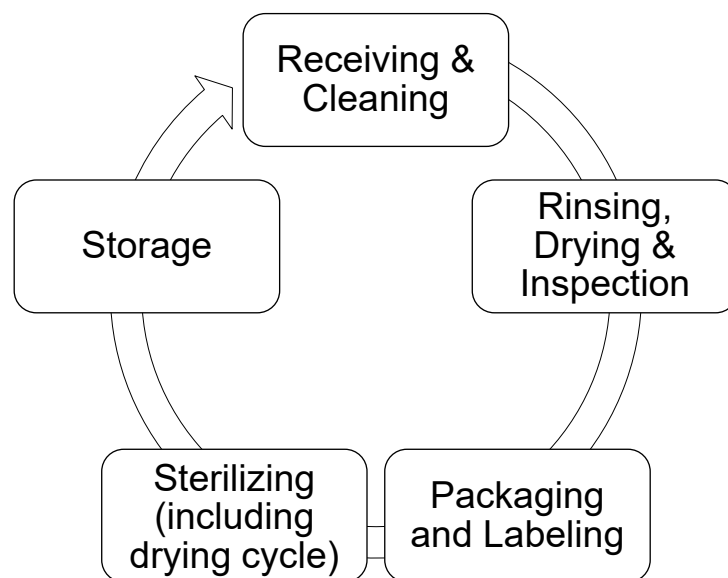 Receiving &
Cleaning
Rinsing,
Drying &
Inspection
Packaging
and Labeling
Sterilizing
(including
drying cycle)
Storage